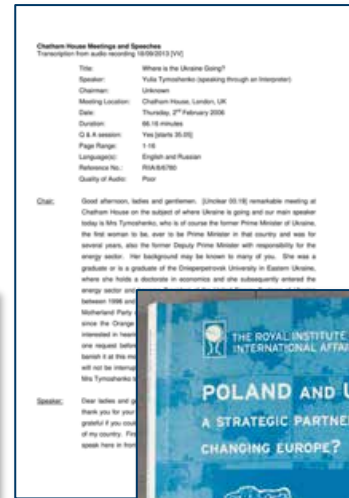 Chatham House Meetings and Speeches
Transcription from audio recording 18/09/2013 [VV]
Title: Where is the Ukraine Going?
Speaker: Yulia Tymoshenko (speaking through an Interpreter)
Chairman: Unknown
Meeting Location: Chatham House, London, UK
Date: Thursday, 2nd February 2006
Duration: 66.16 minutes
Q & A session: Yes [starts 35.05]
Page Range: 1-16
Language(s): English and Russian
Reference No.: RIIA/8/6760
Quality of Audio: Poor
Chair: Good afternoon, ladies and gentlemen. [Unclear 00.18] remarkable meeting at
Chatham House on the subject of where Ukraine is going and our main speaker
today is Mrs Tymoshenko, who is of course the former Prime Minister of Ukraine,
the first woman to be, ever to be Prime Minister in that country and was for
several years, also the former Deputy Prime Minister with responsibility for the
energy sector. Her background may be known to many of you. She was a
graduate or is a graduate of the Dnieperpetrovsk University in Eastern Ukraine,
where she holds a doctorate in economics and she subsequently entered the
energy sector and
between 1998 and
Motherland Party
since the Orange
interested in hearin
one request before
banish it at this m
will not be interrup
Mrs Tymoshenko
Speaker: Dear ladies and g
thank you for your
grateful if you coul
of my country. Firs
speak here in front
THE ROYAL INSTITUTE
INTERNATIONAL AFFAI
POLAND AND U
A STRATEGIC PARTNE
CHANGING EUROPE?